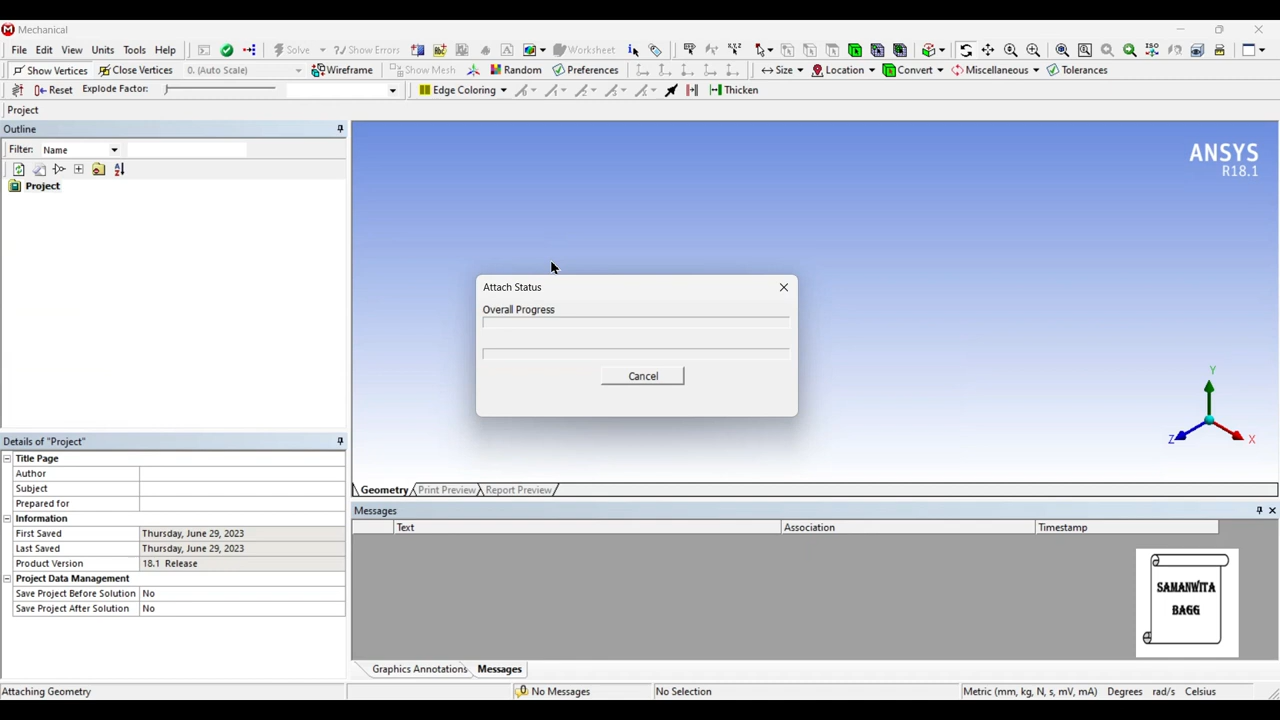 Mechanical
File Edit View Units Tools Help Solve Show Errors Worksheet
Show Vertices Close Vertices 0. (Auto Scale) Wireframe Show Mesh Random Preferences Size Location Convert Miscellaneous Tolerances
Reset Explode Factor: Edge Coloring Thicken
Project
Outline
Filter: Name
Project
ANSYS
R18.1
Attach Status
Overall Progress
Cancel
Y
Z X
Details of "Project"
Title Page
Author
Subject
Prepared for
Information
First Saved Thursday, June 29, 2023
Last Saved Thursday, June 29, 2023
Product Version 18.1 Release
Project Data Management
Save Project Before Solution No
Save Project After Solution No
Geometry Print Preview Report Preview
Messages
Text Association Timestamp
SAMANWITA
BAGG
Graphics Annotations Messages
Attaching Geometry No Messages No Selection Metric (mm, kg, N, s, mV, mA) Degrees rad/s Celsius